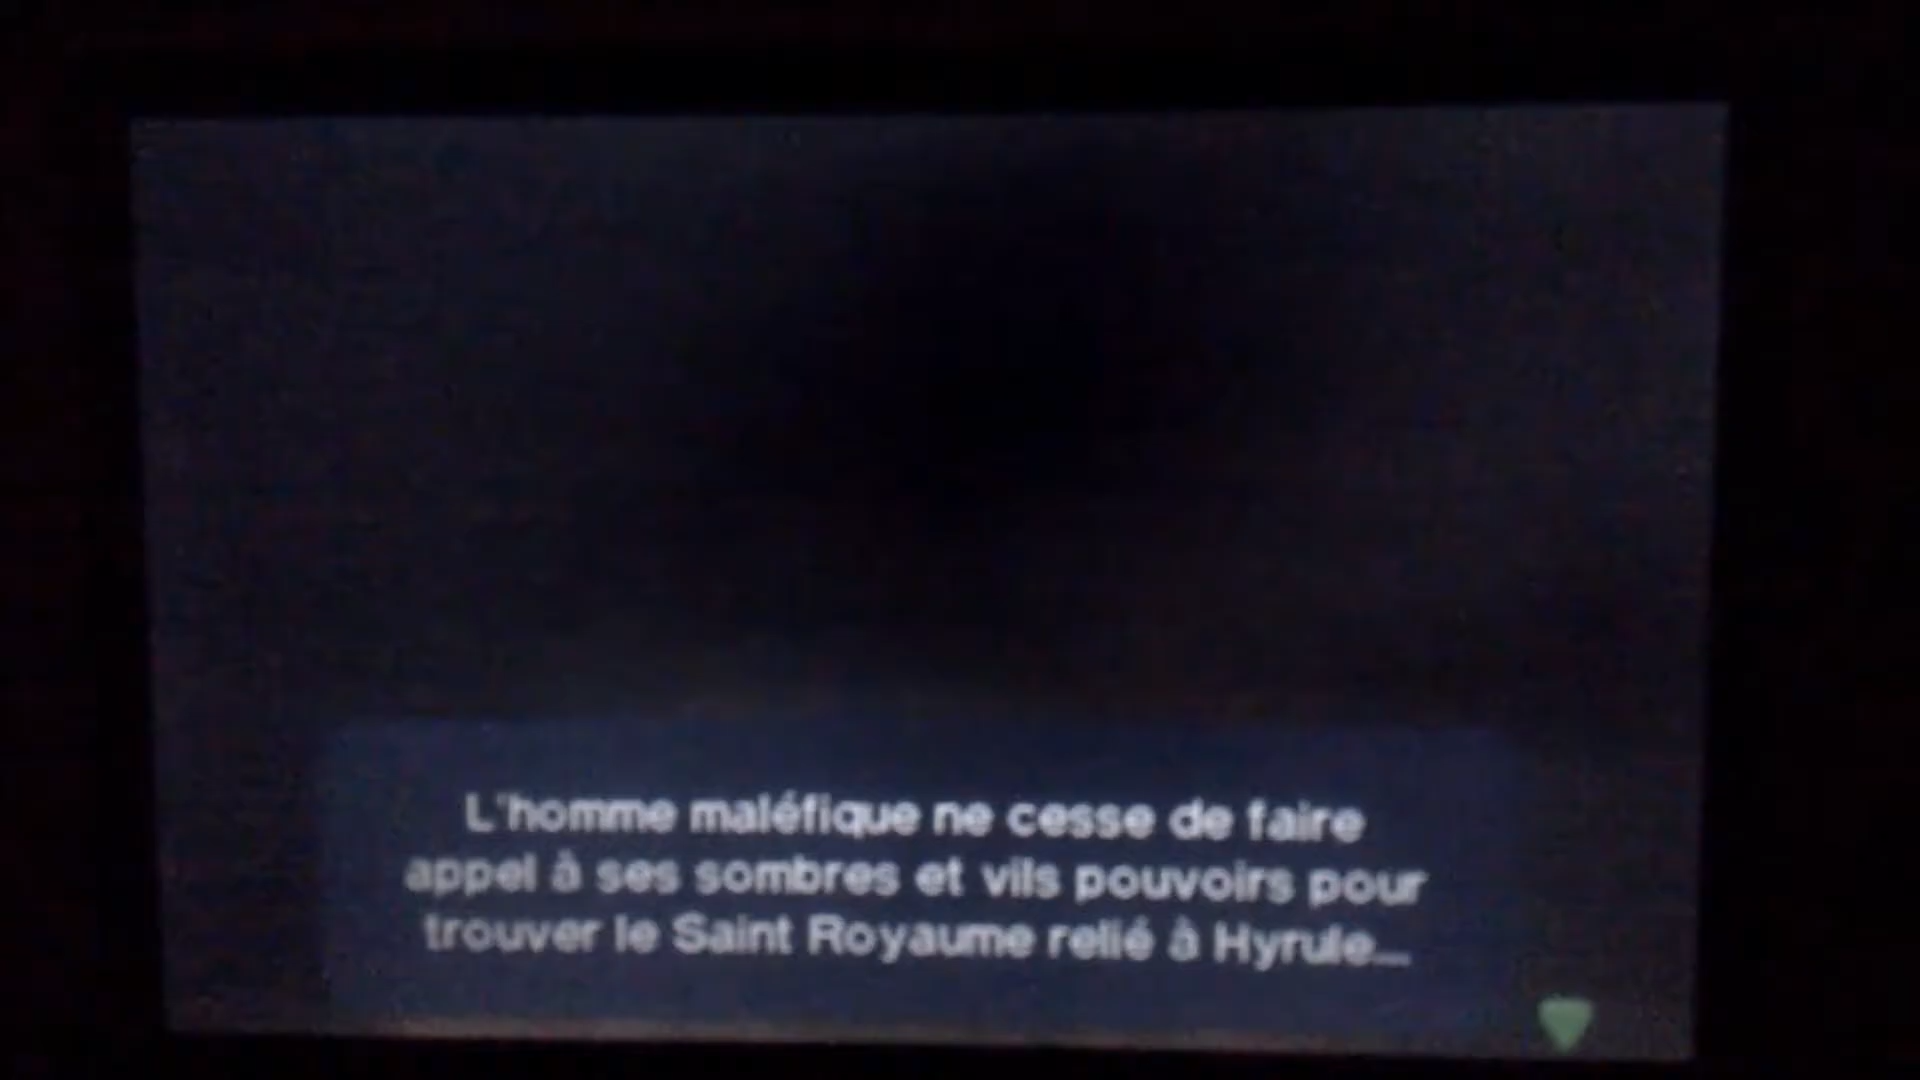 L'homme maléfique ne cesse de faire
appel à ses sombres et vils pouvoirs pour
trouver le Saint Royaume relié à Hyrule...